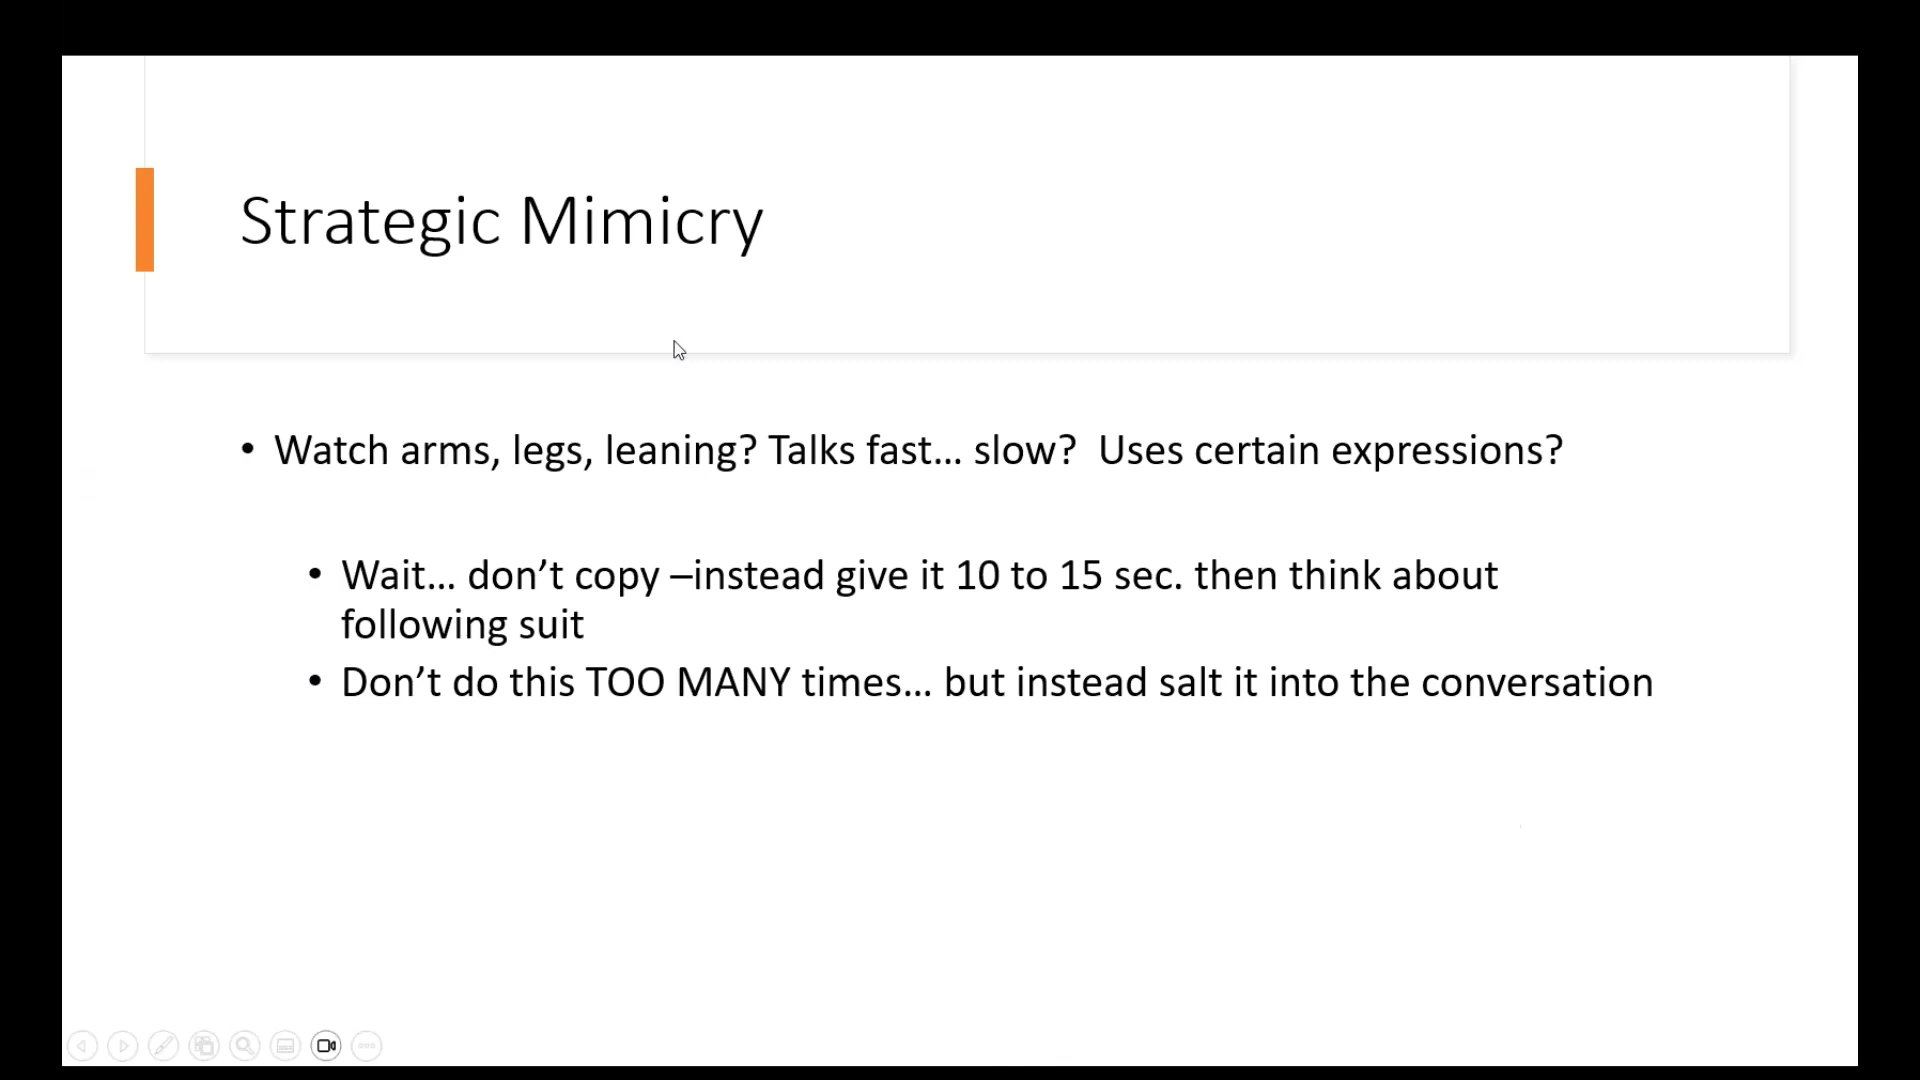 Strategic Mimicry
• Watch arms, legs, leaning? Talks fast... slow?  Uses certain expressions?
• Wait... don’t copy –instead give it 10 to 15 sec. then think about
following suit
• Don’t do this TOO MANY times... but instead salt it into the conversation